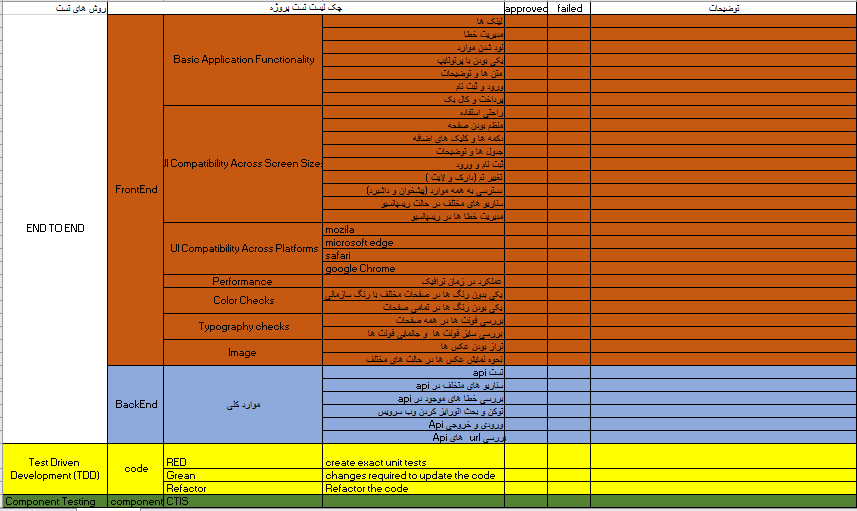 روش های تست	چک لیست تست پروژه	approved	failed	توضیحات
END TO END
FrontEnd
Basic Application Functionality
لینک ها
مدیریت خطا
لود شدن موارد
یکی بودن با پرتوتایپ
متن ها و توضیحات
ورود و ثبت نام
پرداخت و کال بک
UI Compatibility Across Screen Size:
راحتی استفاده
منظم بودن صفحه
دکمه ها و کلیک های اضافه
جدول ها و توضیحات
ثبت نام و ورود
تغییر تم (دارک و لایت )
دسترسی به همه موارد (پیشخوان و داشبرد)
سناریو های مختلف در حالت ریسپانسیو
مدیریت خطا ها در ریسپانسیو
UI Compatibility Across Platforms
mozila
microsoft edge
safari
google Chrome
Performance	عملکرد در زمان ترافیک
Color Checks
یکی بدون رنگ ها در صفحات مختلف با رنگ سازمانی
یکی بودن رنگ ها در تمامی صفحات
Typography checks
بررسی فونت ها در همه صفحات
بررسی سایز فونت ها و جانمایی فونت ها
Image
تراز بودن عکس ها
نحوه نمایش عکس ها در حالت های مختلف
BackEnd
موارد کلی
تست api
سناریو های متخلف در api
بررسی خطا های موجود در api
توکن و بحث اتورایز کردن وب سرویس
ورودی و خروجی Api
بررسی url های Api
Test Driven
Development (TDD)
code
RED	create exact unit tests
Grean	changes required to update the code
Refactor	Refactor the code
Component Testing	component	CTIS